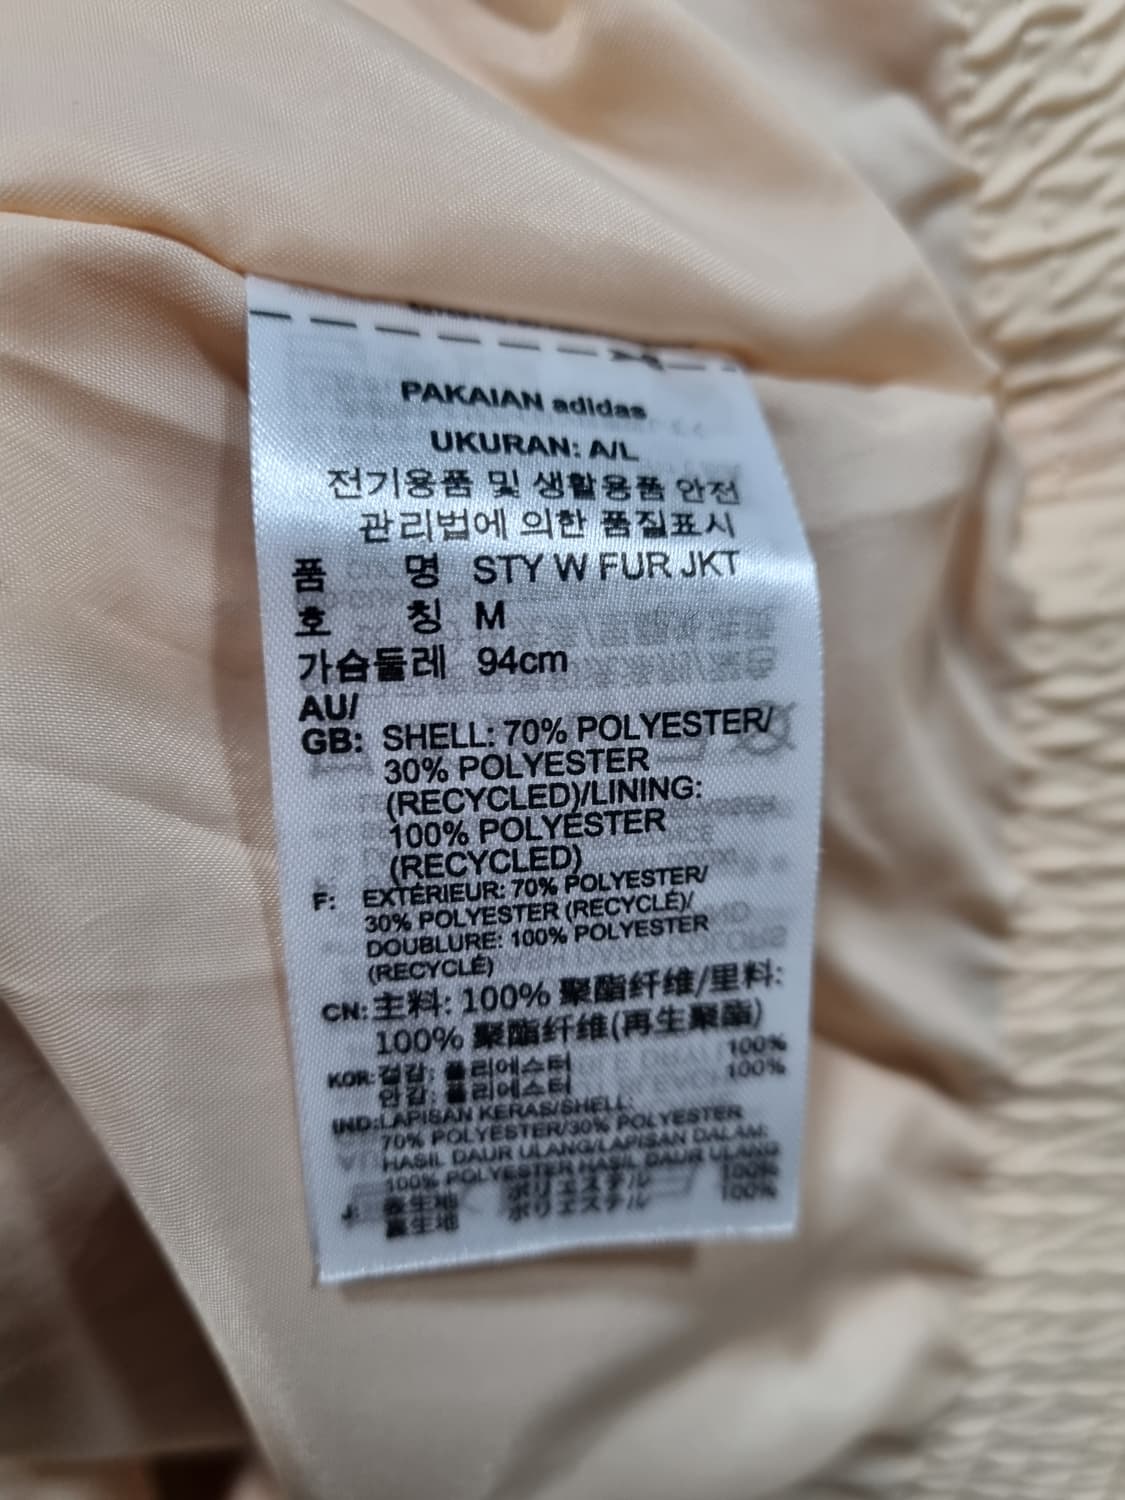 PAKAIAN adidas
UKURAN: A/L
전기용품 및 생활용품 안전
관리법에 의한 품질표시
품 명 STY W FUR JKT
호 칭 M
가슴둘레 94cm
AU/
GB: SHELL: 70% POLYESTER/
30% POLYESTER
(RECYCLED)/LINING:
100% POLYESTER
(RECYCLED)
F: EXTÉRIEUR: 70% POLYESTER/
30% POLYESTER (RECYCLÉ)/
DOUBLURE: 100% POLYESTER
(RECYCLÉ)
CN: 主料: 100% 聚酯纤维/里料:
100% 聚酯纤维(再生聚酯)
KOR: 겉감: 폴리에스터 100%
안감: 폴리에스터 100%
IND: LAPISAN KERAS/SHELL:
70% POLYESTER/30% POLYESTER
HASIL DAUR ULANG/LAPISAN DALAM:
100% POLYESTER HASIL DAUR ULANG
J: 表生地 ポリエステル 100%
裏生地 ポリエステル 100%